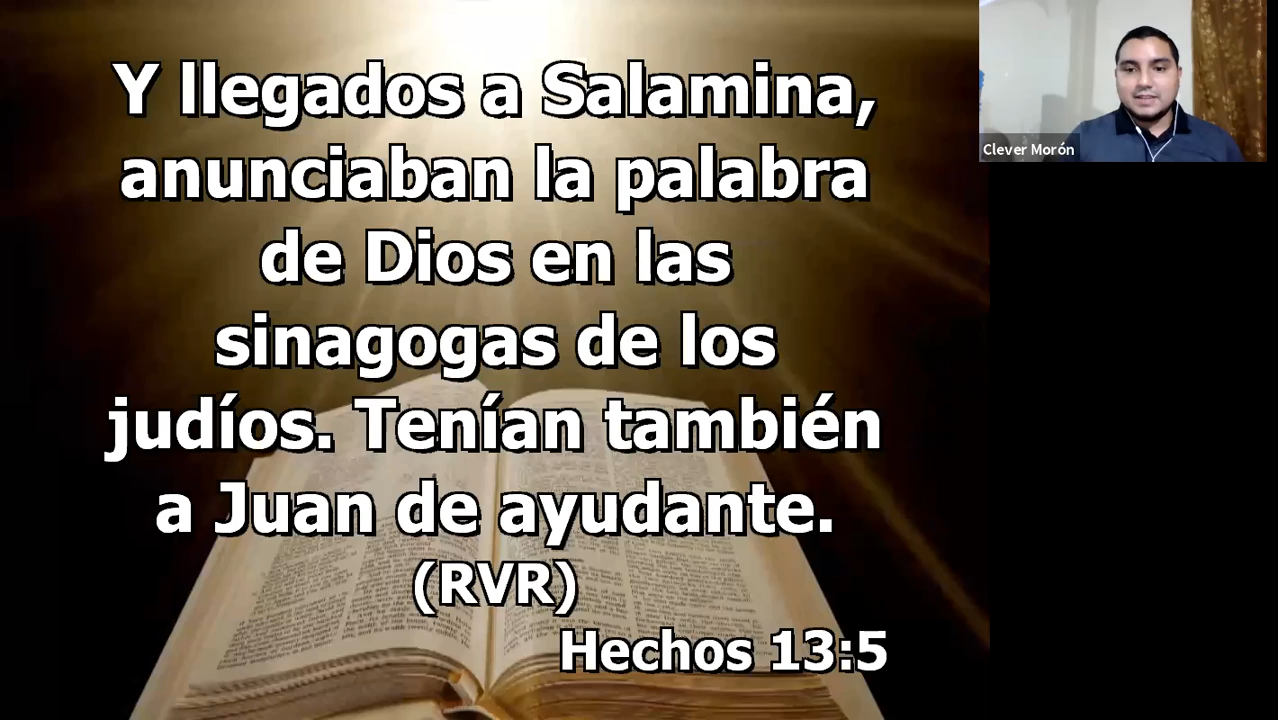 Y llegados a Salamina,
anunciaban la palabra
de Dios en las
sinagogas de los
judíos. Tenían también
a Juan de ayudante.
(RVR)
Hechos 13:5
Clever Morón